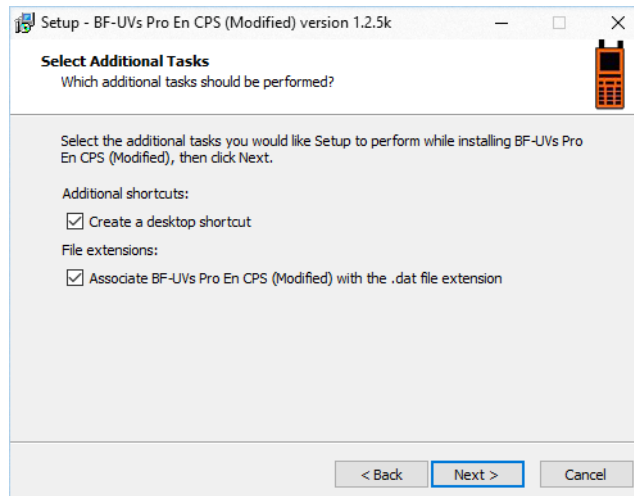 Setup - BF-UVs Pro En CPS (Modified) version 1.2.5k
Select Additional Tasks
Which additional tasks should be performed?
Select the additional tasks you would like Setup to perform while installing BF-UVs Pro
En CPS (Modified), then click Next.
Additional shortcuts:
Create a desktop shortcut
File extensions:
Associate BF-UVs Pro En CPS (Modified) with the .dat file extension
< Back
Next >
Cancel